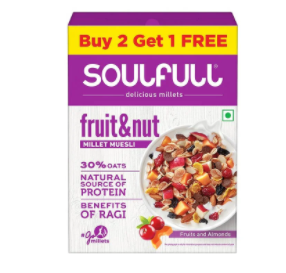 Buy 2 Get 1 FREE
SOULFULL
delicious millets
fruit&nut
MILLET MUESLI
30% OATS
NATURAL
SOURCE OF
PROTEIN
BENEFITS
OF RAGI
millets
Fruits and Almonds